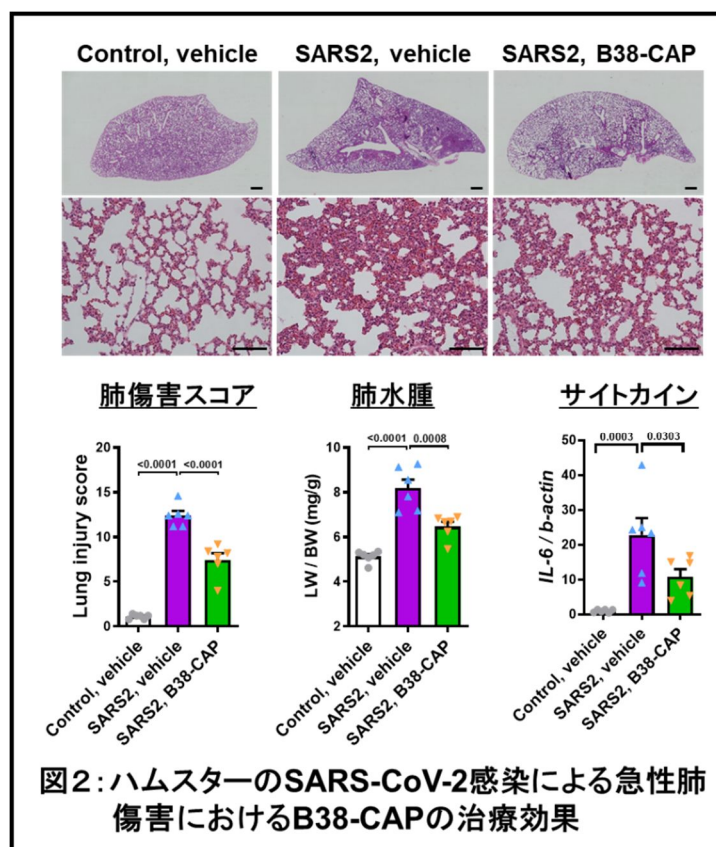 Control, vehicle
SARS2, vehicle
SARS2, B38-CAP
肺傷害スコア
<0.0001
<0.0001
20
15
10
5
0
Lung injury score
Control, vehicle
SARS2, vehicle
SARS2, B38-CAP
肺水腫
<0.0001
0.0008
10
8
6
4
2
LW / BW (mg/g)
Control, vehicle
SARS2, vehicle
SARS2, B38-CAP
サイトカイン
0.0003
0.0303
50
40
30
20
10
0
IL-6 / b-actin
Control, vehicle
SARS2, vehicle
SARS2, B38-CAP
図２：ハムスターのSARS-CoV-2感染による急性肺
傷害におけるB38-CAPの治療効果